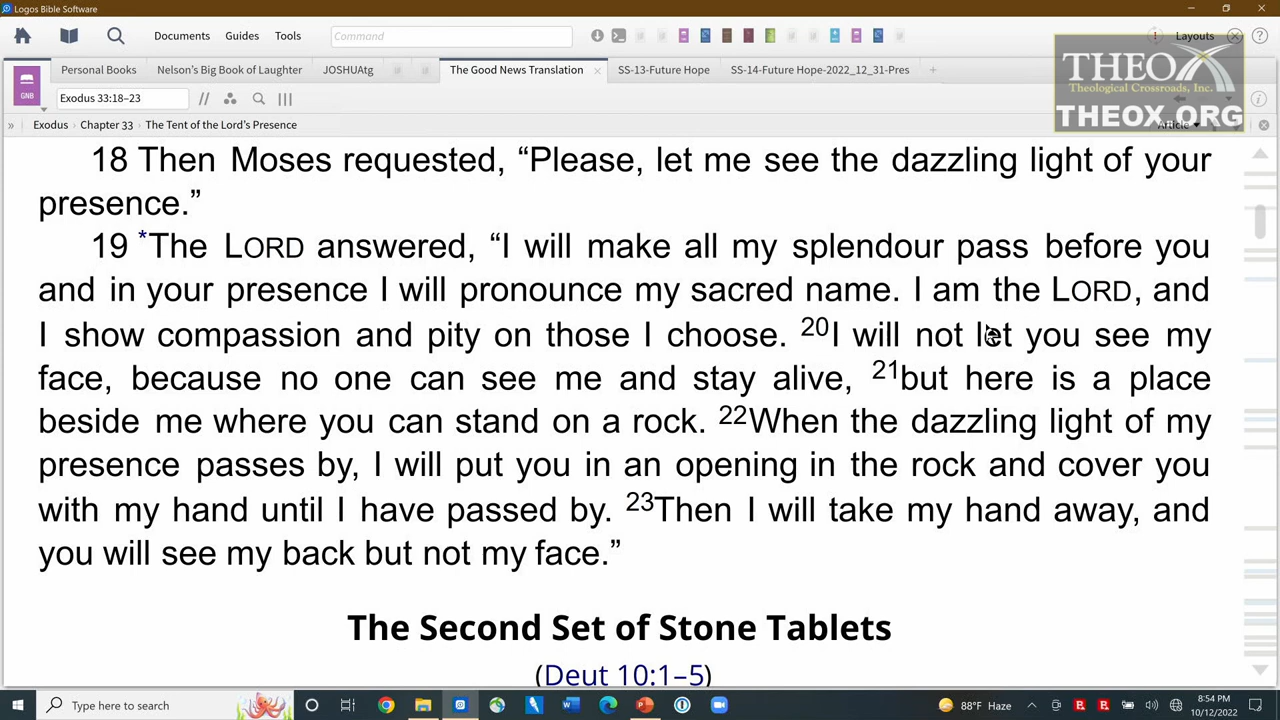 Logos Bible Software
Documents Guides Tools Command Layouts
Personal Books Nelson's Big Book of Laughter JOSHUAtg The Good News Translation SS-13-Future Hope SS-14-Future Hope-2022_12_31-Pres
THEOX
Theological Crossroads, Inc.
THEOX.ORG
GNB
Exodus 33:18–23
Exodus Chapter 33 The Tent of the Lord's Presence Article
18 Then Moses requested, “Please, let me see the dazzling light of your
presence.”
19 *The LORD answered, “I will make all my splendour pass before you
and in your presence I will pronounce my sacred name. I am the LORD, and
I show compassion and pity on those I choose. 20I will not let you see my
face, because no one can see me and stay alive, 21but here is a place
beside me where you can stand on a rock. 22When the dazzling light of my
presence passes by, I will put you in an opening in the rock and cover you
with my hand until I have passed by. 23Then I will take my hand away, and
you will see my back but not my face.”
The Second Set of Stone Tablets
(Deut 10:1–5)
Type here to search
88°F Haze
8:54 PM
10/12/2022